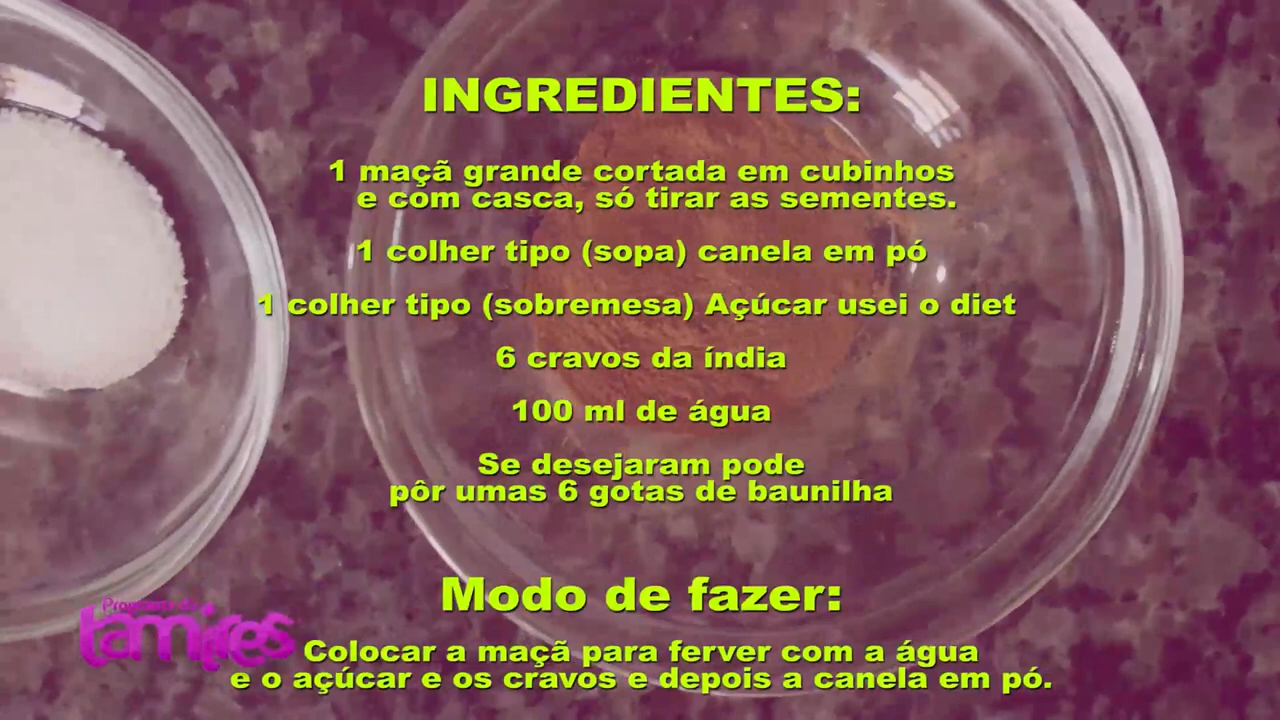 INGREDIENTES:
1 maçã grande cortada em cubinhos
e com casca, só tirar as sementes.
1 colher tipo (sopa) canela em pó
1 colher tipo (sobremesa) Açúcar usei o diet
6 cravos da índia
100 ml de água
Se desejaram pode
pôr umas 6 gotas de baunilha
Modo de fazer:
Programa da
tamires
Colocar a maçã para ferver com a água
e o açúcar e os cravos e depois a canela em pó.